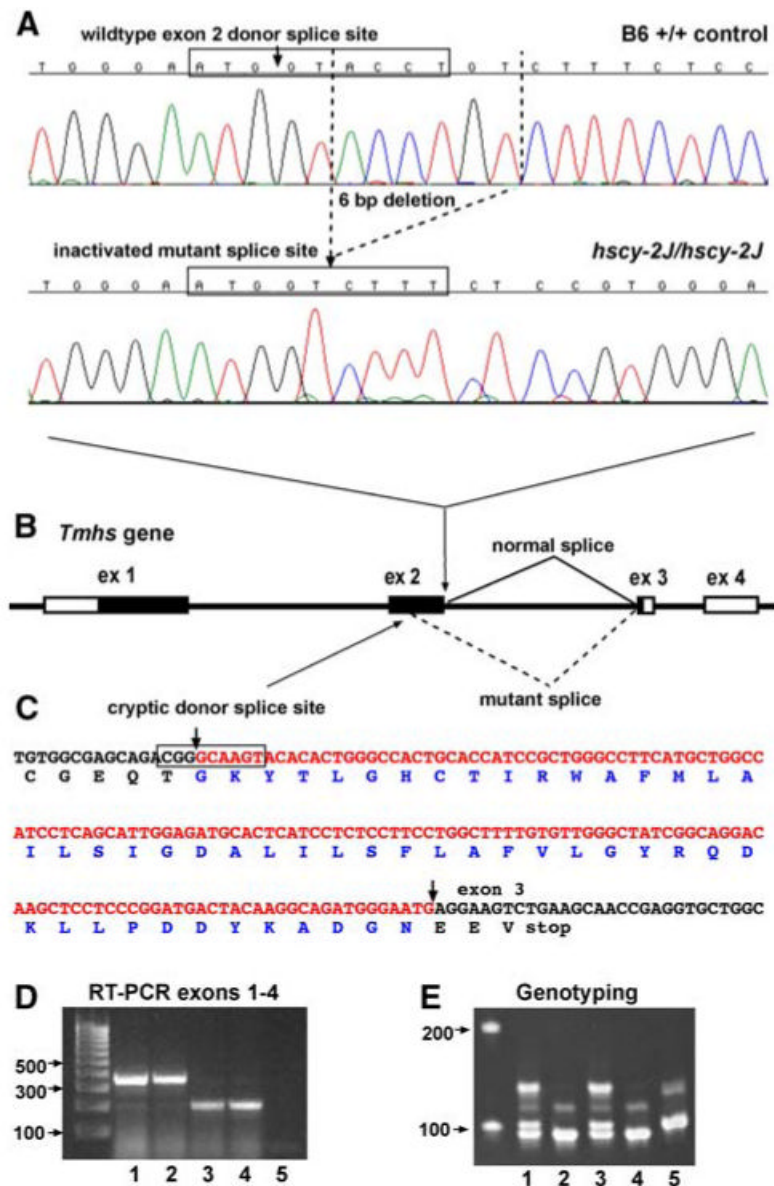 A
wildtype exon 2 donor splice site
B6 +/+ control
T G G G A A T G G T A C C T G T C T T T C T C C
6 bp deletion
inactivated mutant splice site
hscy-2J/hscy-2J
T G G G A A T G G T C T T T C T C C G T G G G A
B
Tmhs gene
normal splice
ex 1
ex 2
ex 3
ex 4
mutant splice
cryptic donor splice site
C
TGTGGCGAGCAGACGGGCAAGTACACACTGGGCCACTGCACCATCCGCTGGGCCTTCATGCTGGCC
C G E Q T G K Y T L G H C T I R W A F M L A
ATCCTCAGCATTGGAGATGCACTCATCCTCTCCTTCCTGGCTTTTGTGTTGGGCTATCGGCAGGAC
I L S I G D A L I L S F L A F V L G Y R Q D
exon 3
AAGCTCCTCCCGGATGACTACAAGGCAGATGGGAATGAGGAAGTCTGAAGCAACCGAGGTGCTGGC
K L L P D D Y K A D G N E E V stop
D
RT-PCR exons 1-4
500
300
100
1 2 3 4 5
E
Genotyping
200
100
1 2 3 4 5